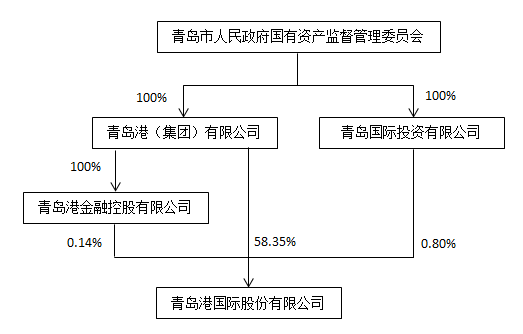 青岛市人民政府国有资产监督管理委员会
100%
100%
青岛港（集团）有限公司
青岛国际投资有限公司
100%
青岛港金融控股有限公司
0.14%
58.35%
0.80%
青岛港国际股份有限公司